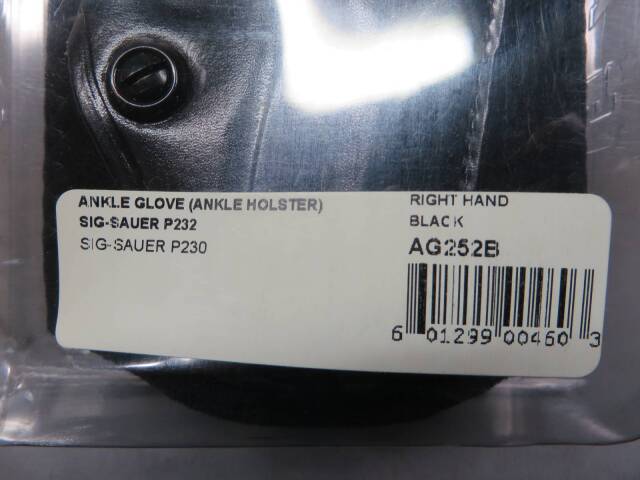 ANKLE GLOVE (ANKLE HOLSTER)
SIG-SAUER P232
SIG-SAUER P230
RIGHT HAND
BLACK
AG252B
6 01299 00460 3